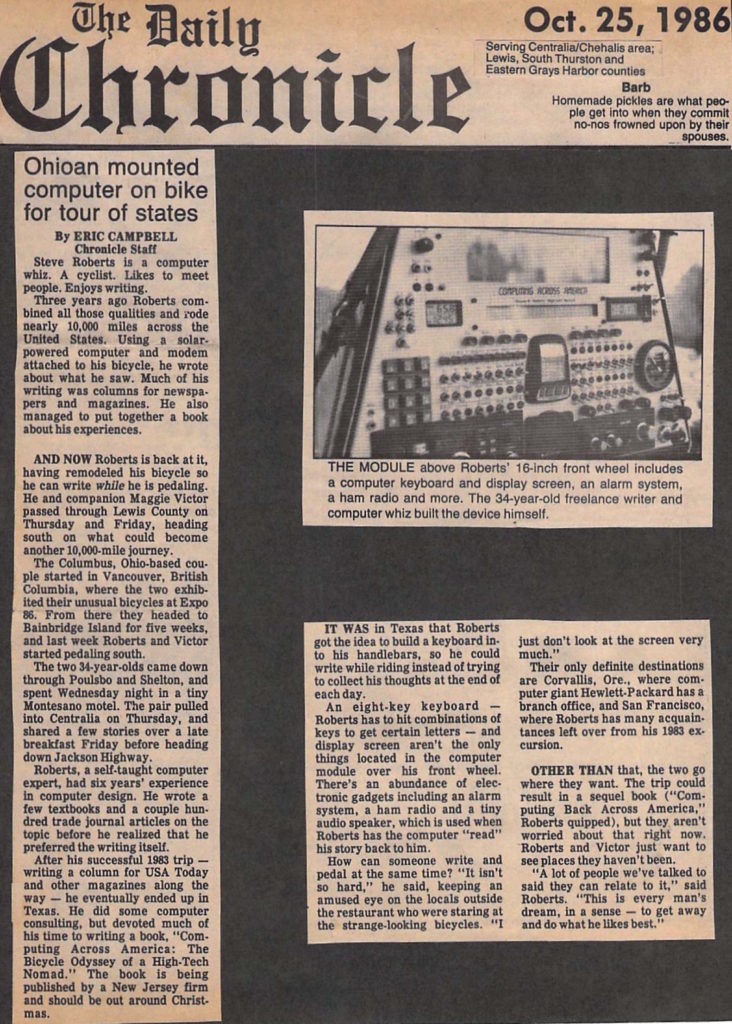 The Daily
Chronicle
Oct. 25, 1986
Serving Centralia/Chehalis area;
Lewis, South Thurston and
Eastern Grays Harbor counties
Barb
Homemade pickles are what peo-
ple get into when they commit
no-nos frowned upon by their
spouses.
Ohioan mounted
computer on bike
for tour of states
By ERIC CAMPBELL
Chronicle Staff
Steve Roberts is a computer
whiz. A cyclist. Likes to meet
people. Enjoys writing.
Three years ago Roberts com-
bined all those qualities and rode
nearly 10,000 miles across the
United States. Using a solar-
powered computer and modem
attached to his bicycle, he wrote
about what he saw. Much of his
writing was columns for newspa-
pers and magazines. He also
managed to put together a book
about his experiences.
AND NOW Roberts is back at it,
having remodeled his bicycle so
he can write while he is pedaling.
He and companion Maggie Victor
passed through Lewis County on
Thursday and Friday, heading
south on what could become
another 10,000-mile journey.
The Columbus, Ohio-based cou-
ple started in Vancouver, British
Columbia, where the two exhib-
ited their unusual bicycles at Expo
86. From there they headed to
Bainbridge Island for five weeks,
and last week Roberts and Victor
started pedaling south.
The two 34-year-olds came down
through Poulsbo and Shelton, and
spent Wednesday night in a tiny
Montesano motel. The pair pulled
into Centralia on Thursday, and
shared a few stories over a late
breakfast Friday before heading
down Jackson Highway.
Roberts, a self-taught computer
expert, had six years' experience
in computer design. He wrote a
few textbooks and a couple hun-
dred trade journal articles on the
topic before he realized that he
preferred the writing itself.
After his successful 1983 trip —
writing a column for USA Today
and other magazines along the
way — he eventually ended up in
Texas. He did some computer
consulting, but devoted much of
his time to writing a book, "Com-
puting Across America: The
Bicycle Odyssey of a High-Tech
Nomad." The book is being
published by a New Jersey firm
and should be out around Christ-
mas.
COMPUTING ACROSS AMERICA
THE MODULE above Roberts' 16-inch front wheel includes
a computer keyboard and display screen, an alarm system,
a ham radio and more. The 34-year-old freelance writer and
computer whiz built the device himself.
IT WAS in Texas that Roberts
got the idea to build a keyboard in-
to his handlebars, so he could
write while riding instead of trying
to collect his thoughts at the end of
each day.
An eight-key keyboard —
Roberts has to hit combinations of
keys to get certain letters — and
display screen aren't the only
things located in the computer
module over his front wheel.
There's an abundance of elec-
tronic gadgets including an alarm
system, a ham radio and a tiny
audio speaker, which is used when
Roberts has the computer "read"
his story back to him.
How can someone write and
pedal at the same time? "It isn't
so hard," he said, keeping an
amused eye on the locals outside
the restaurant who were staring at
the strange-looking bicycles. "I
just don't look at the screen very
much."
Their only definite destinations
are Corvallis, Ore., where com-
puter giant Hewlett-Packard has a
branch office, and San Francisco,
where Roberts has many acquain-
tances left over from his 1983 ex-
cursion.
OTHER THAN that, the two go
where they want. The trip could
result in a sequel book ("Com-
puting Back Across America,"
Roberts quipped), but they aren't
worried about that right now.
Roberts and Victor just want to
see places they haven't been.
"A lot of people we've talked to
said they can relate to it," said
Roberts. "This is every man's
dream, in a sense — to get away
and do what he likes best."